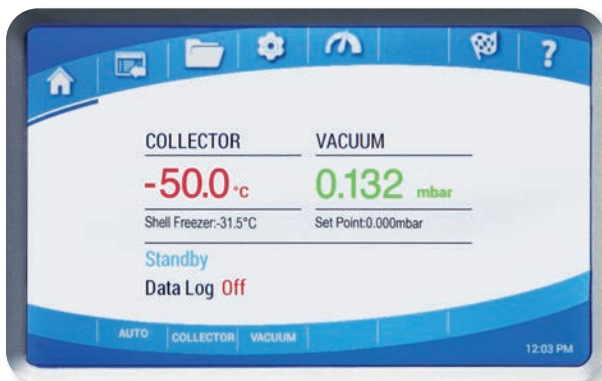 ?
COLLECTOR VACUUM
-50.0 °C 0.132 mbar
Shell Freezer:-31.5°C Set Point:0.000mbar
Standby
Data Log Off
AUTO COLLECTOR VACUUM
12:03 PM